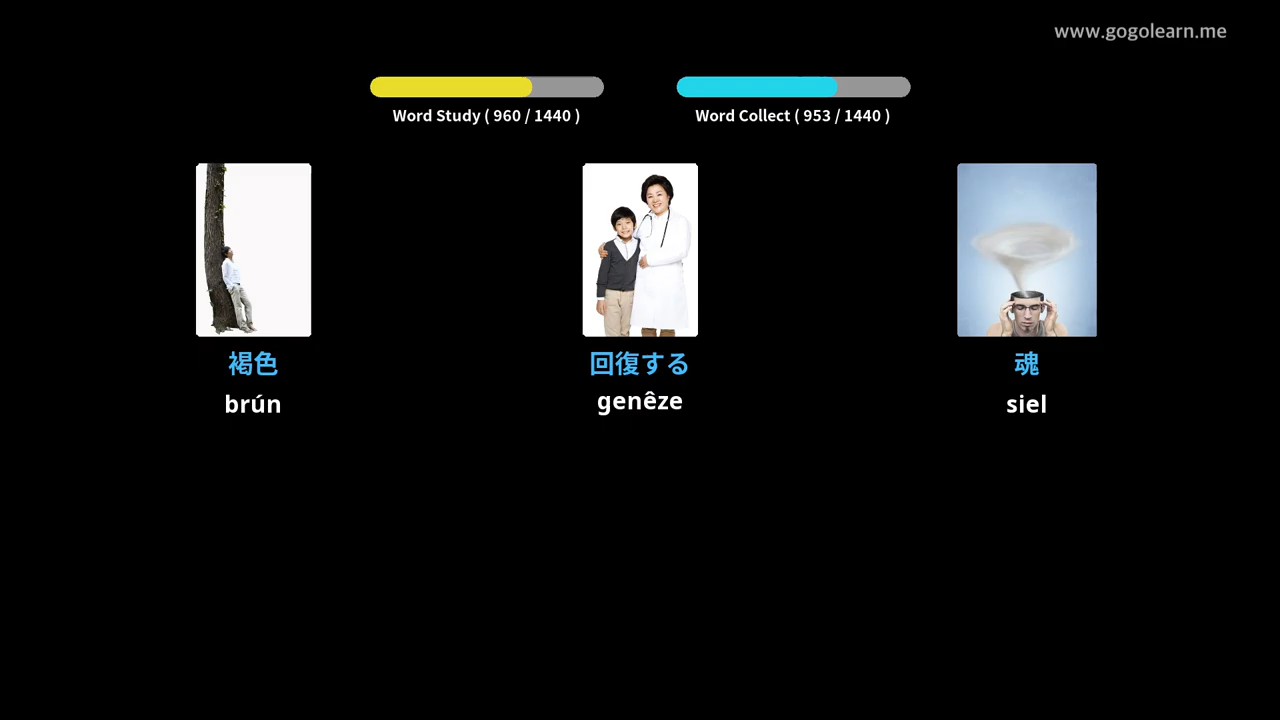 www.gogolearn.me
Word Study ( 960 / 1440 )
Word Collect ( 953 / 1440 )
褐色
回復する
魂
brún
genêze
siel